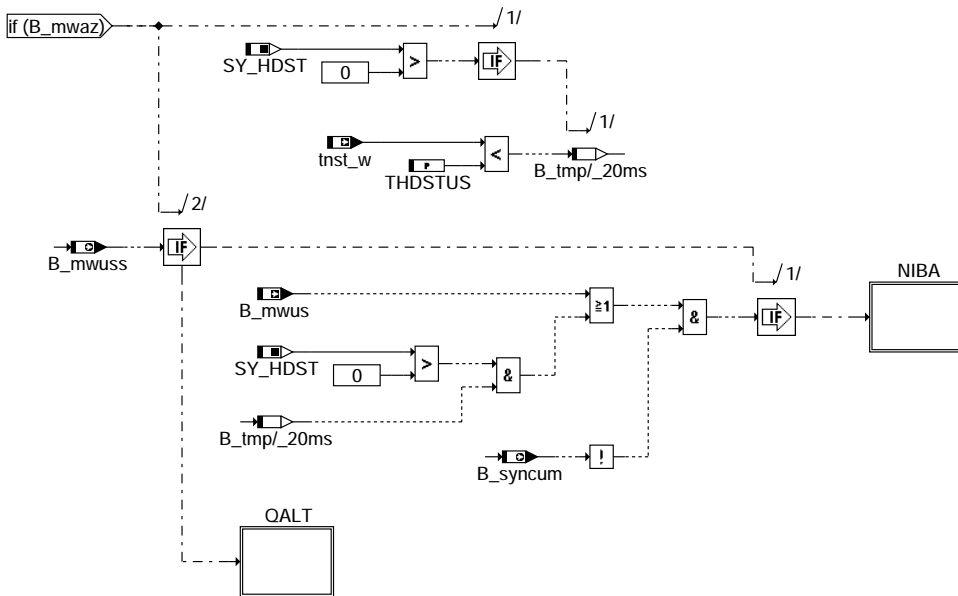 if (B_mwaz)
/1/
SY_HDST
>
IF
0
/1/
tnst_w
<
THDSTUS
P
B_tmp/_20ms
/2/
B_mwuss
IF
/1/
NIBA
B_mwus
≧1
&
IF
SY_HDST
>
0
&
B_tmp/_20ms
B_syncum
!
QALT